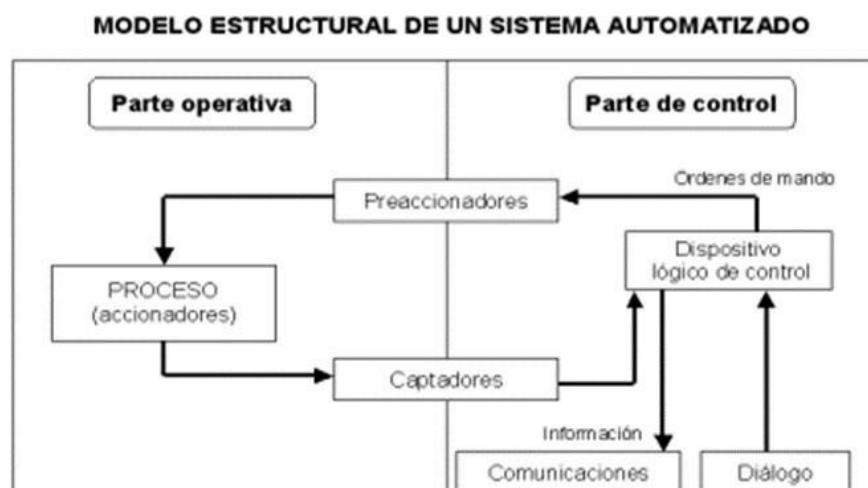 MODELO ESTRUCTURAL DE UN SISTEMA AUTOMATIZADO
Parte operativa
Parte de control
Ordenes de mando
Preaccionadores
Dispositivo
lógico de control
PROCESO
(accionadores)
Captadores
Información
Comunicaciones
Diálogo